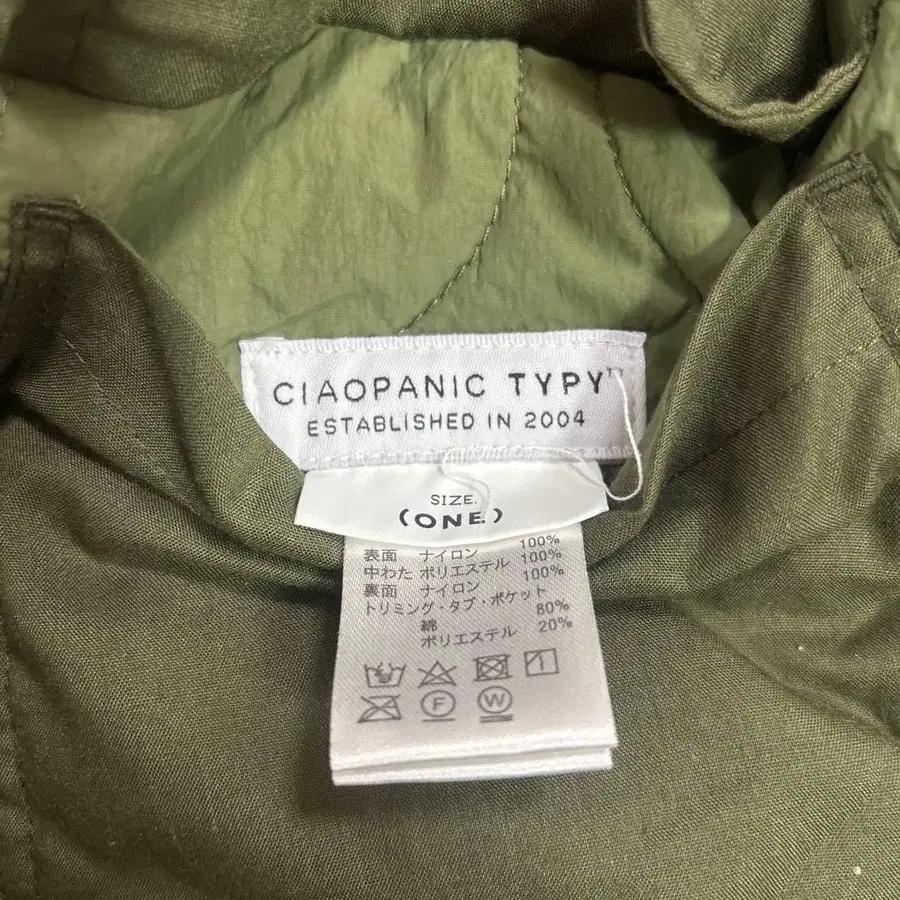 CIAOPANIC TYPY™
ESTABLISHED IN 2004
SIZE.
(ONE)
表面 ナイロン 100%
中わた ポリエステル 100%
裏面 ナイロン 100%
トリミング・タブ・ポケット
綿 80%
ポリエステル 20%
F W